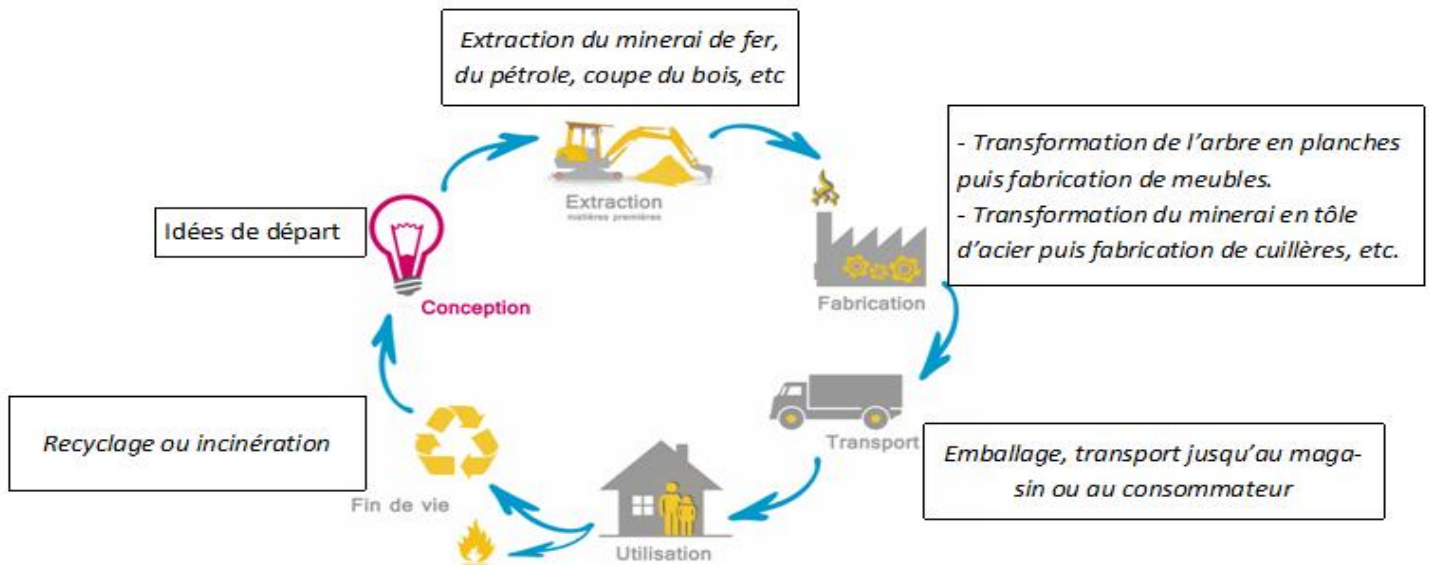 Extraction du minerai de fer,
du pétrole, coupe du bois, etc
Extraction
matières premières
- Transformation de l'arbre en planches
puis fabrication de meubles.
- Transformation du minerai en tôle
d'acier puis fabrication de cuillères, etc.
Fabrication
Idées de départ
Conception
Transport
Emballage, transport jusqu'au maga-
sin ou au consommateur
Recyclage ou incinération
Fin de vie
Utilisation